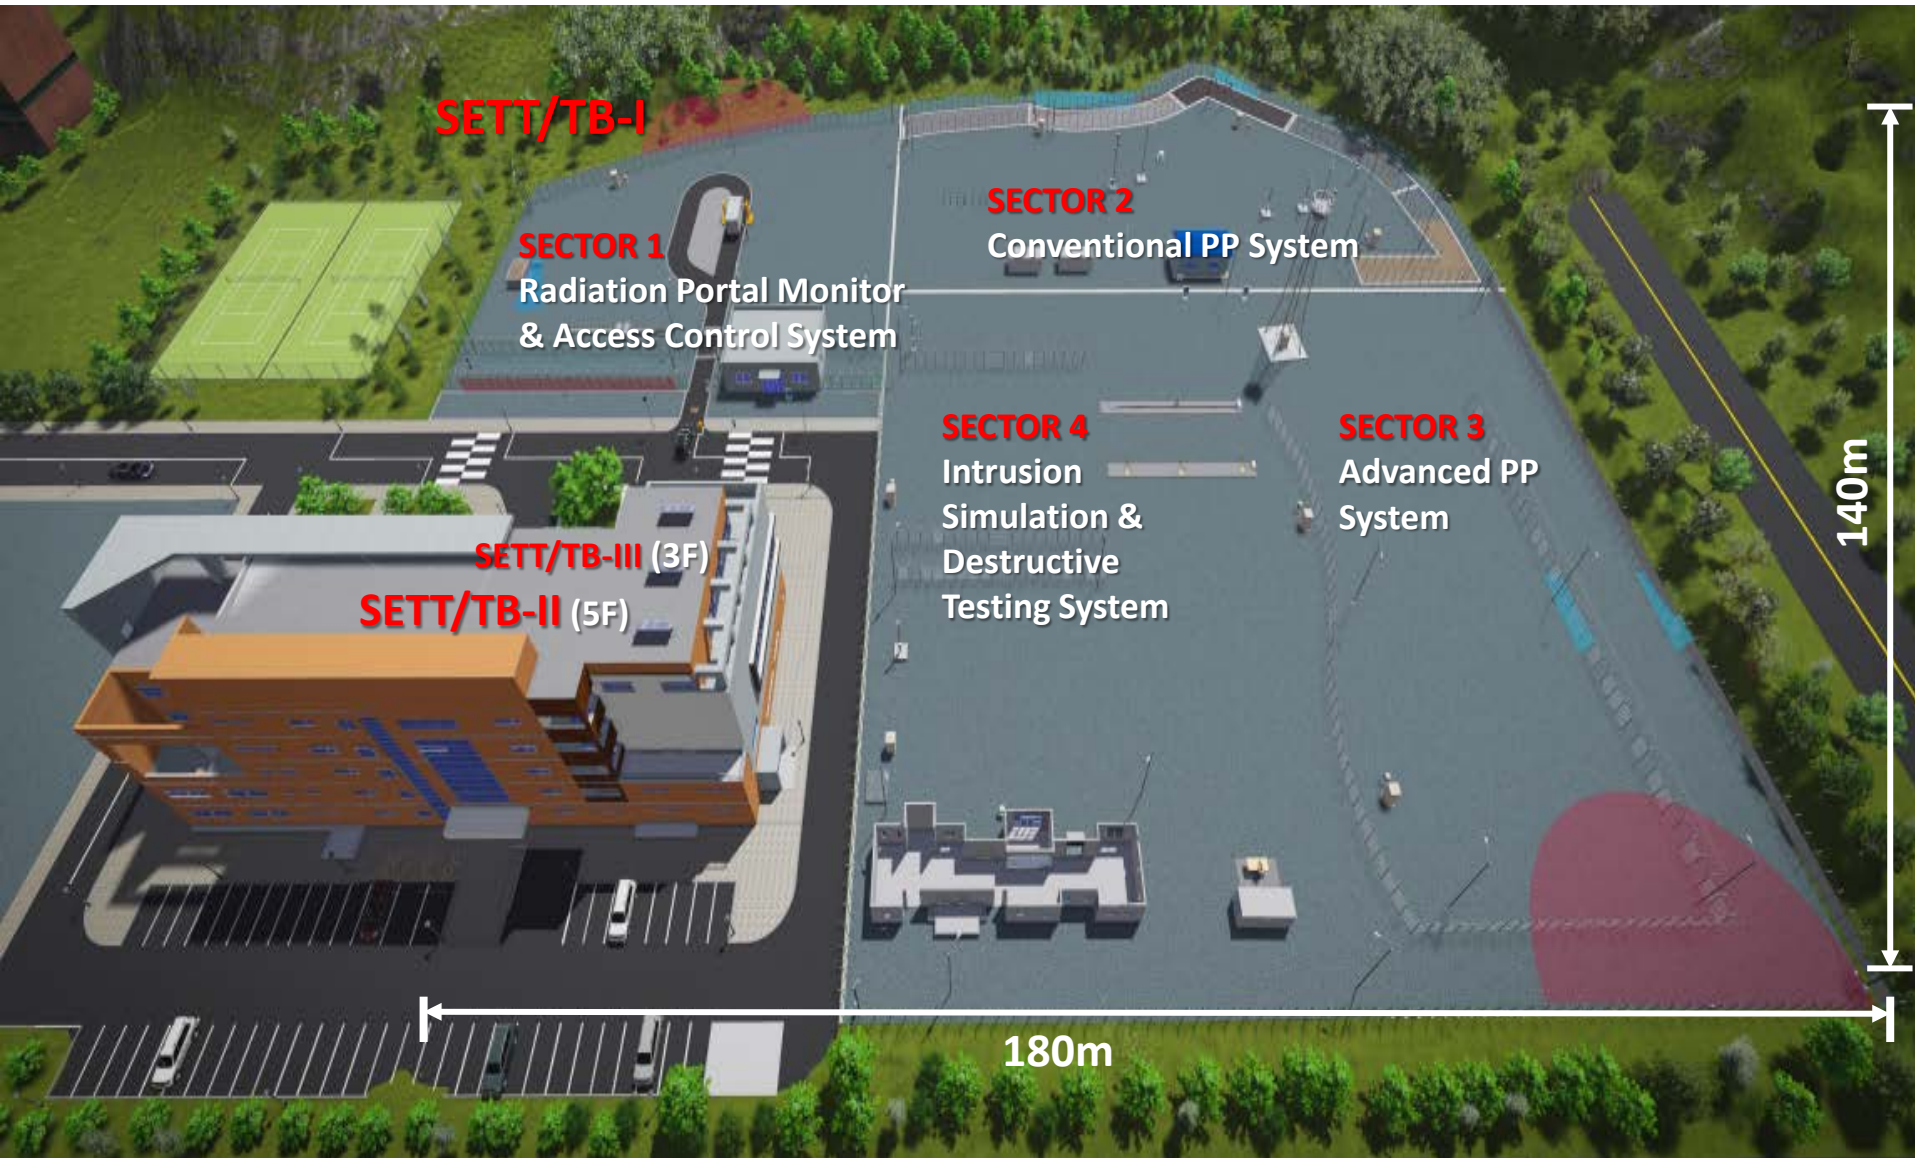 SETT/TB-I
SECTOR 1
Radiation Portal Monitor
& Access Control System
SECTOR 2
Conventional PP System
SECTOR 4
Intrusion
Simulation &
Destructive
Testing System
SECTOR 3
Advanced PP
System
SETT/TB-III (3F)
SETT/TB-II (5F)
140m
180m